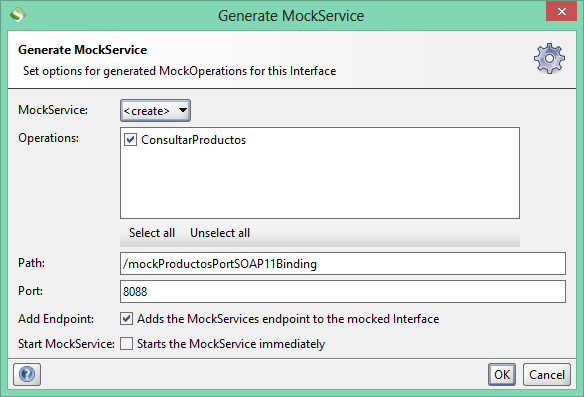 Generate MockService
Generate MockService
Set options for generated MockOperations for this Interface
MockService: <create>
Operations: ConsultarProductos
Select all Unselect all
Path: /mockProductosPortSOAP11Binding
Port: 8088
Add Endpoint: Adds the MockServices endpoint to the mocked Interface
Start MockService: Starts the MockService immediately
OK Cancel